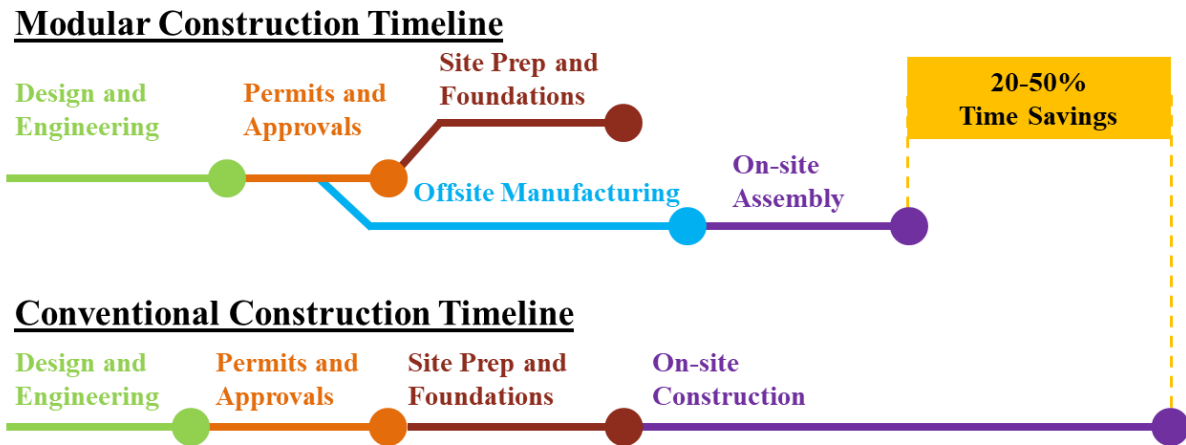 Modular Construction Timeline
Design and
Engineering
Permits and
Approvals
Site Prep and
Foundations
Offsite Manufacturing
On-site
Assembly
20-50%
Time Savings
Conventional Construction Timeline
Design and
Engineering
Permits and
Approvals
Site Prep and
Foundations
On-site
Construction